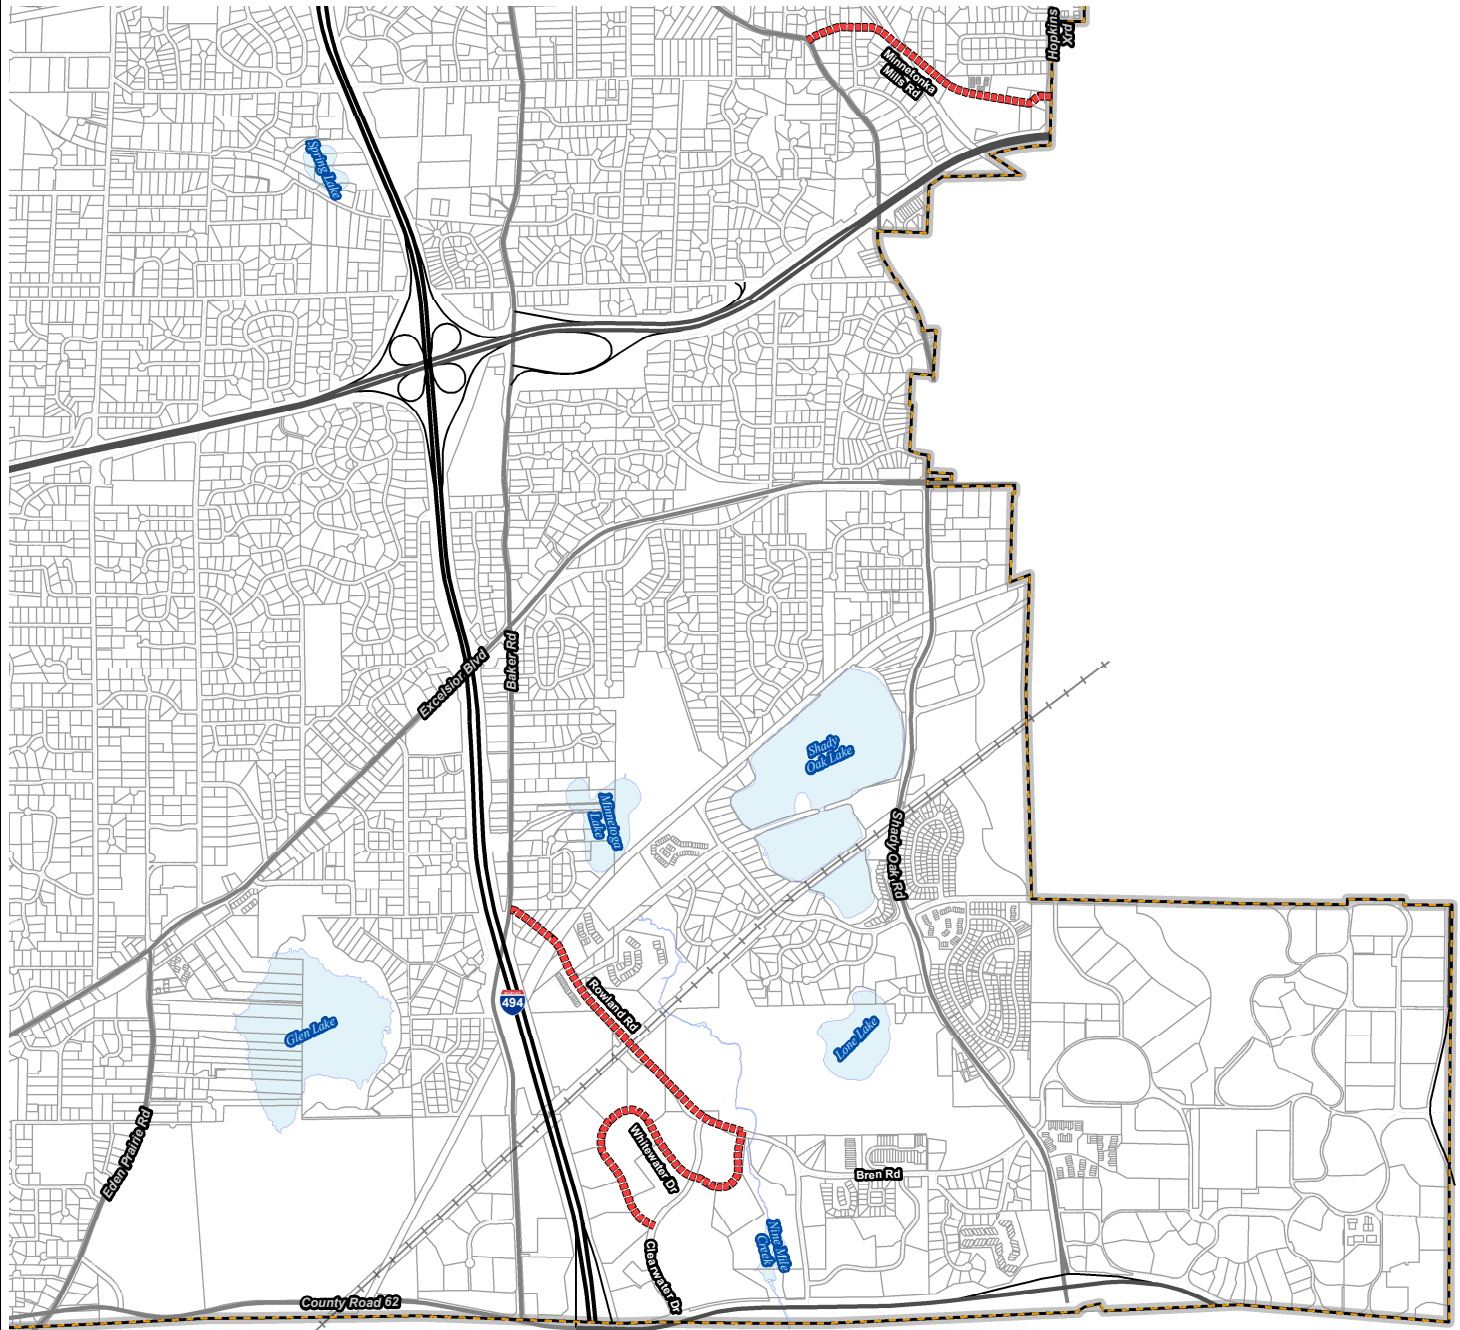 Hopkins
Xrd
Minnetonka
Mills Rd
Spring Lake
Excelsior Blvd
Baker Rd
Shady
Oak Lake
Minnetoga
Lake
Shady Oak Rd
494
Rowland Rd
Glen Lake
Lone Lake
Eden Prairie Rd
Whitewater Dr
Bren Rd
Nine Mile
Creek
Clearwater Dr
County Road 62